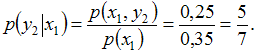 p(y₂|x₁) = p(x₁, y₂) / p(x₁) = 0,25 / 0,35 = 5 / 7.